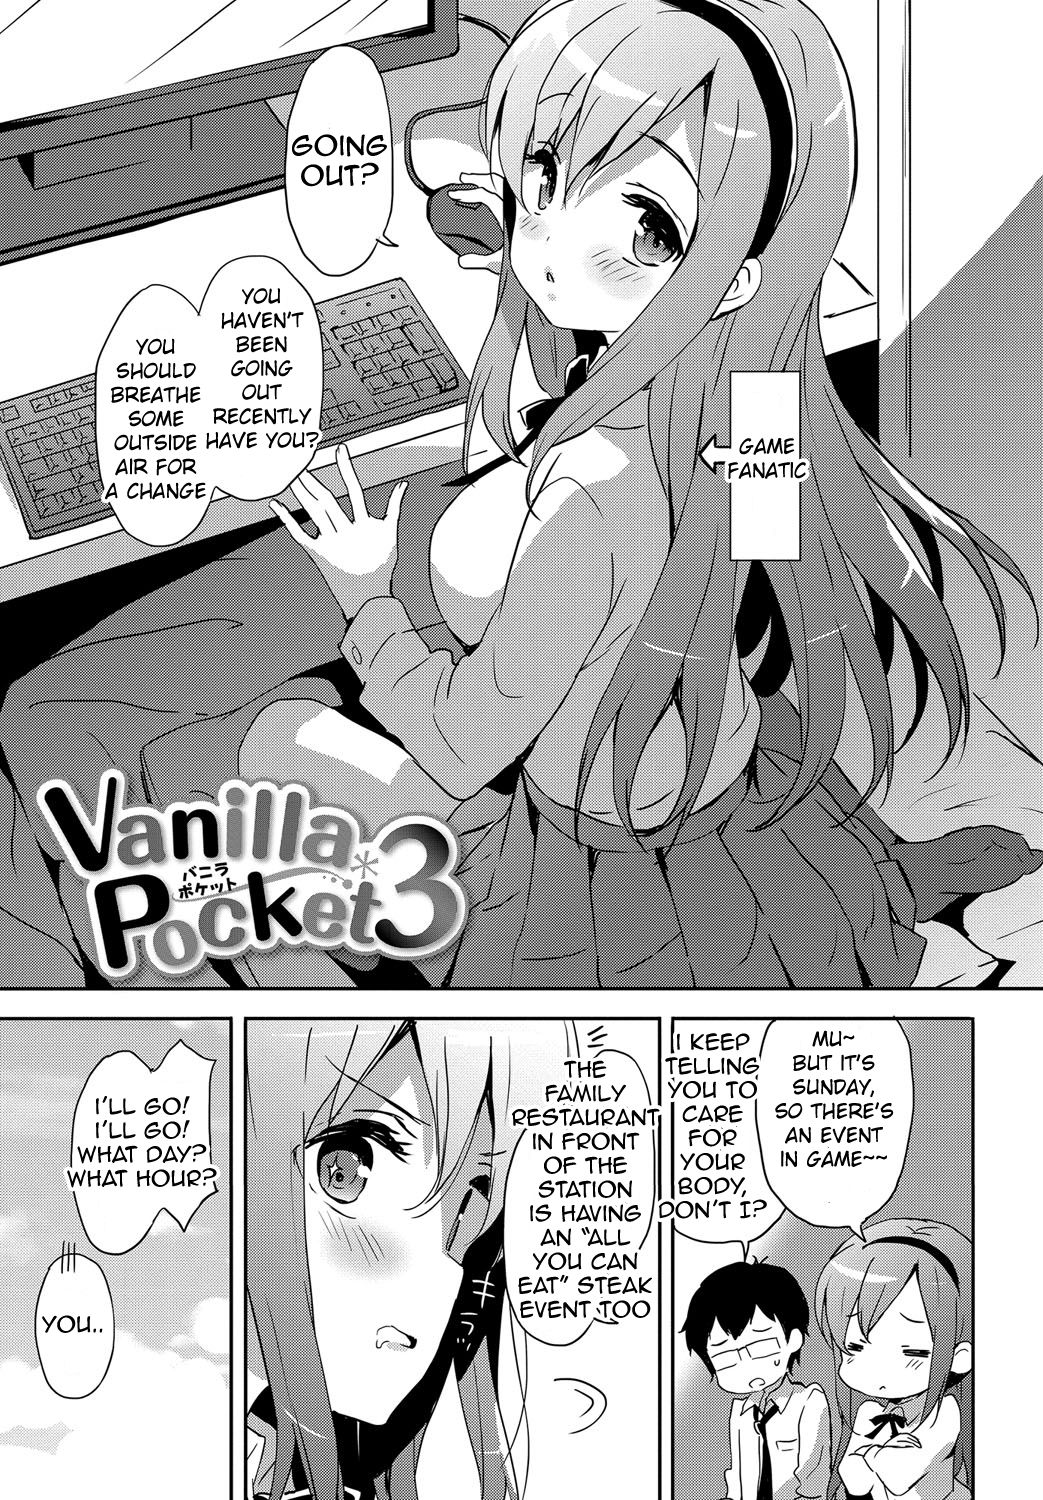 GOING
OUT?
YOU
HAVEN'T
BEEN
GOING
OUT
RECENTLY
HAVE YOU?
YOU
SHOULD
BREATHE
SOME
OUTSIDE
AIR FOR
A CHANGE
GAME
FANATIC
Vanilla
バニラ
ポケット
Pocket*3
MU~
BUT IT'S
SUNDAY,
SO THERE'S
AN EVENT
IN GAME~~
I KEEP
TELLING
YOU TO
CARE
FOR
YOUR
BODY,
DON'T I?
THE
FAMILY
RESTAURANT
IN FRONT
OF THE
STATION
IS HAVING
AN "ALL
YOU CAN
EAT" STEAK
EVENT TOO
I'LL GO!
I'LL GO!
WHAT DAY?
WHAT HOUR?
YOU..